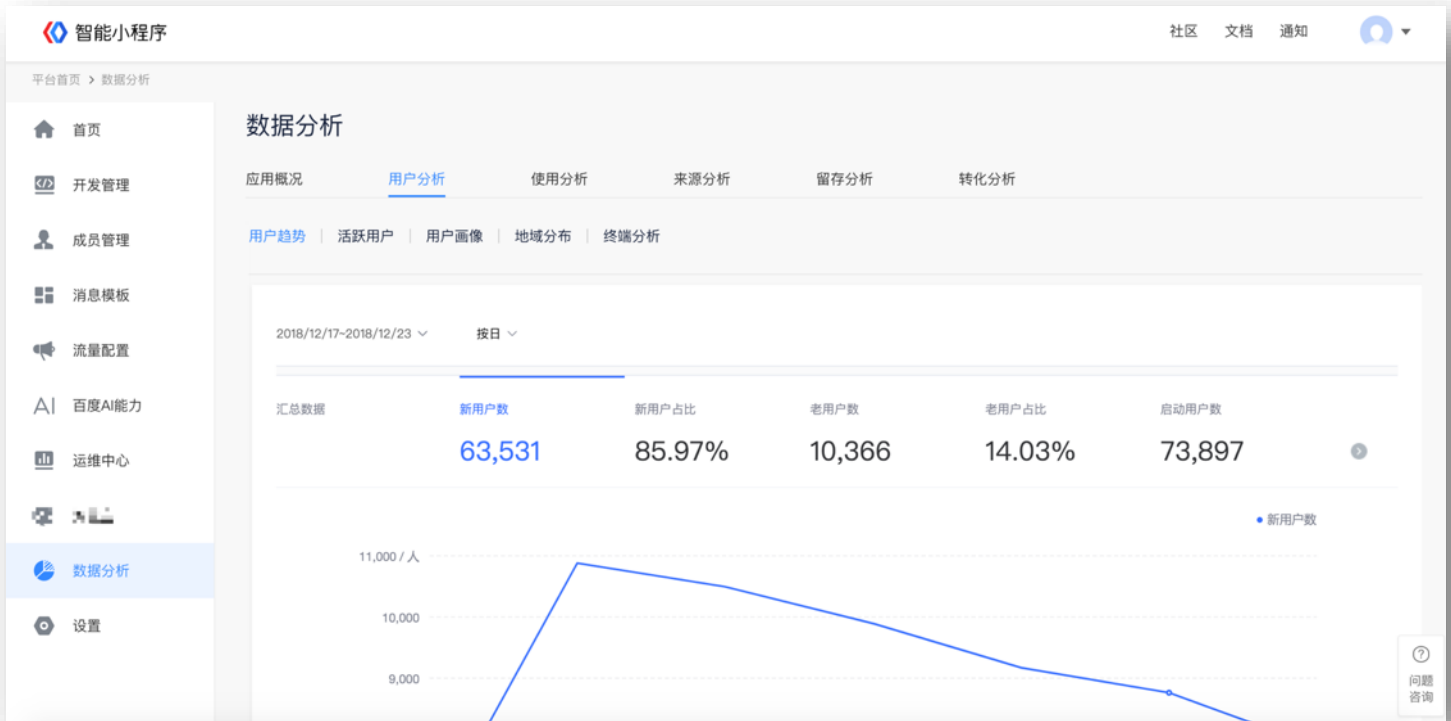 智能小程序
社区 文档 通知
平台首页 > 数据分析
首页
开发管理
成员管理
消息模板
流量配置
AI 百度AI能力
运维中心
数据分析
设置
数据分析
应用概况 用户分析 使用分析 来源分析 留存分析 转化分析
用户趋势 | 活跃用户 | 用户画像 | 地域分布 | 终端分析
2018/12/17~2018/12/23 按日
汇总数据 新用户数 新用户占比 老用户数 老用户占比 启动用户数
63,531 85.97% 10,366 14.03% 73,897
新用户数
11,000 / 人
10,000
9,000
问题
咨询